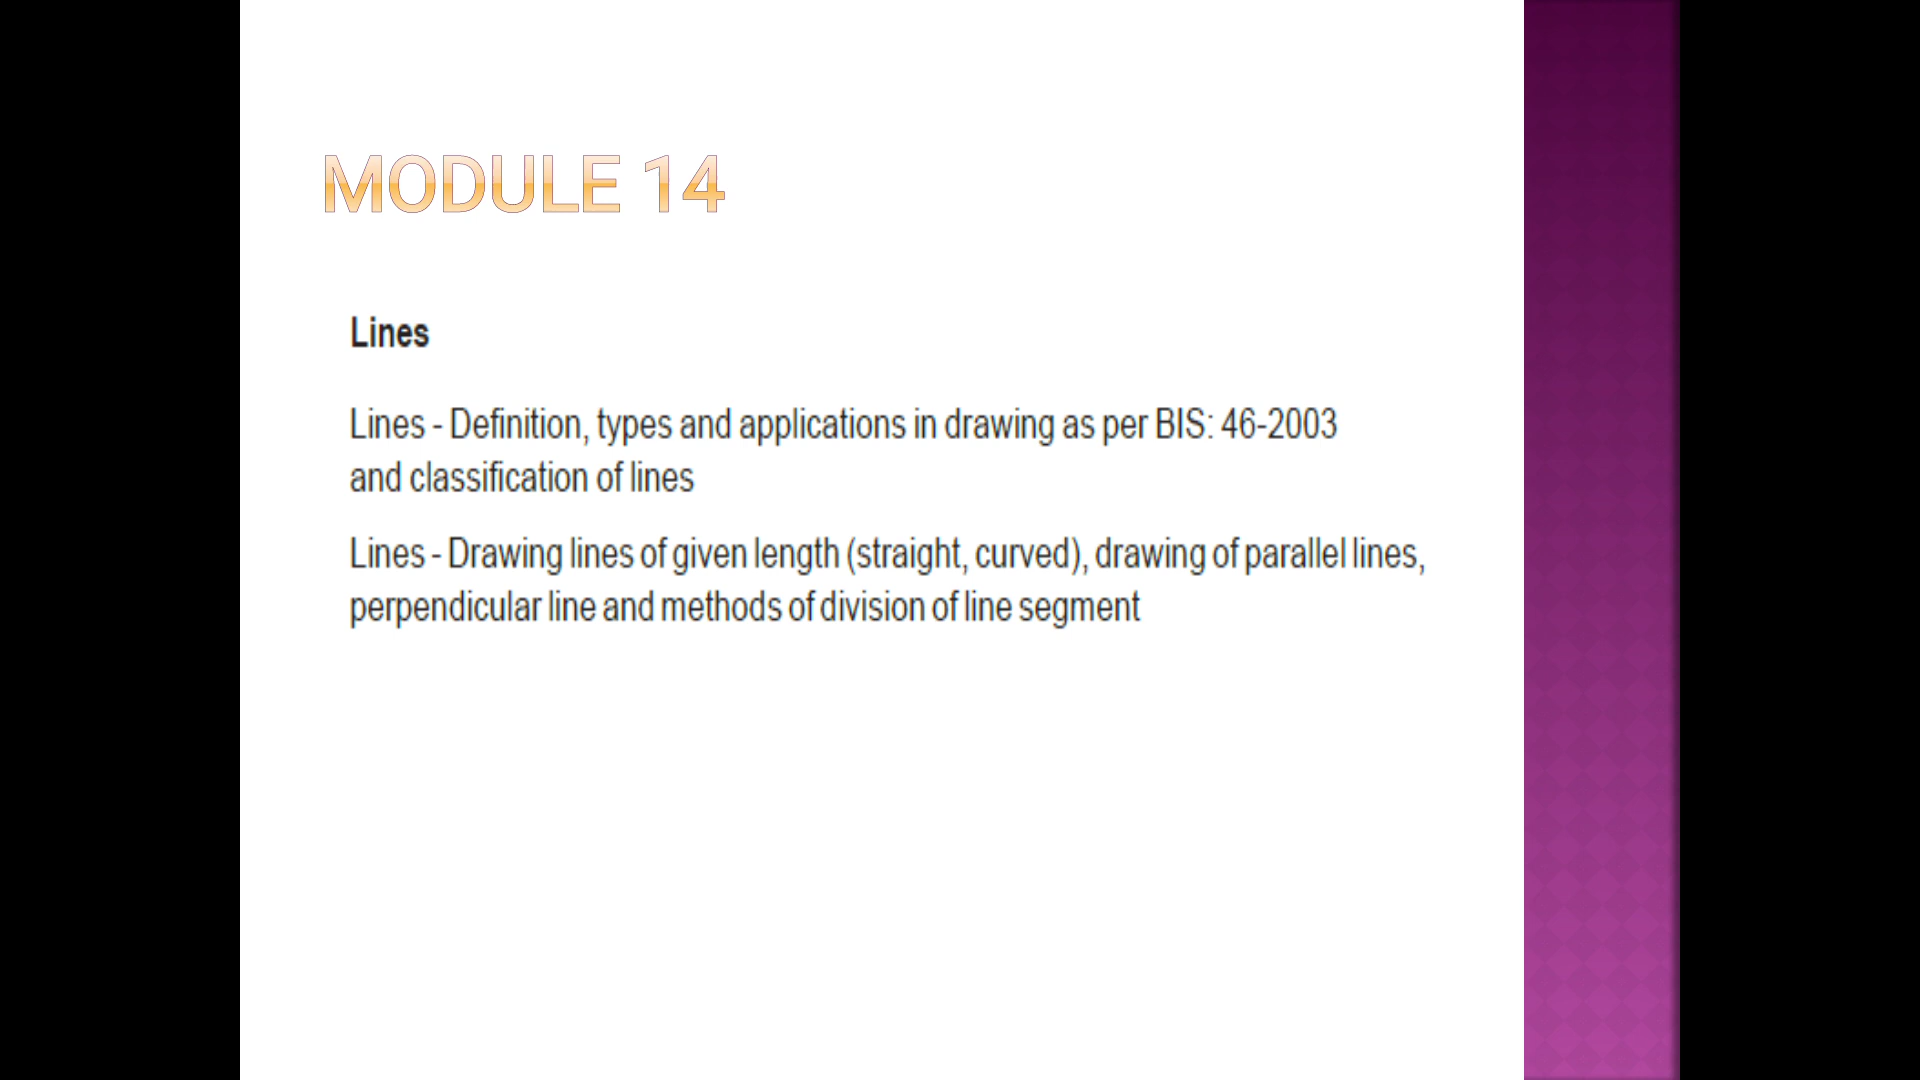 MODULE 14
Lines
Lines - Definition, types and applications in drawing as per BIS: 46-2003
and classification of lines
Lines - Drawing lines of given length (straight, curved), drawing of parallel lines,
perpendicular line and methods of division of line segment